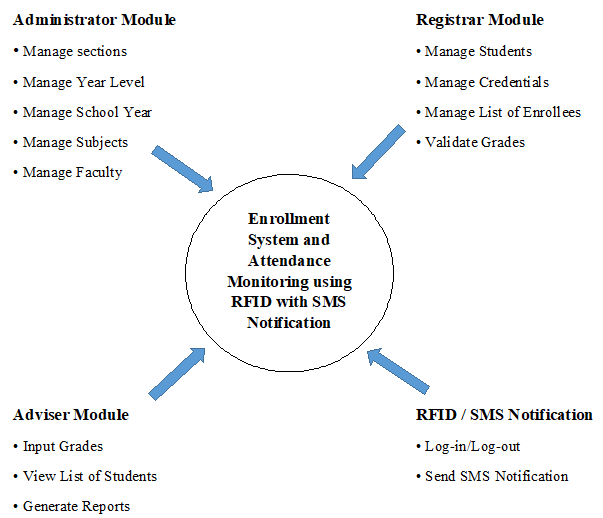 Administrator Module
• Manage sections
• Manage Year Level
• Manage School Year
• Manage Subjects
• Manage Faculty
Registrar Module
• Manage Students
• Manage Credentials
• Manage List of Enrollees
• Validate Grades
Enrollment
System and
Attendance
Monitoring using
RFID with SMS
Notification
Adviser Module
• Input Grades
• View List of Students
• Generate Reports
RFID / SMS Notification
• Log-in/Log-out
• Send SMS Notification